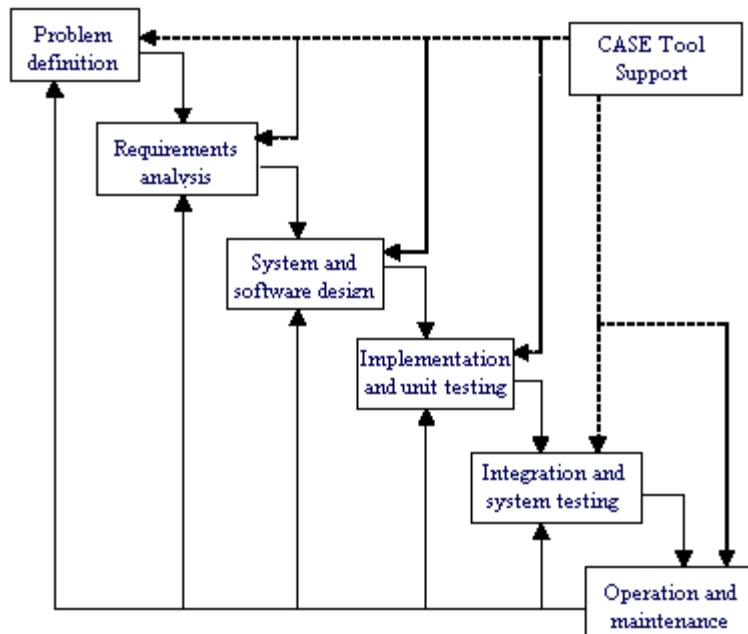 Problem
definition
CASE Tool
Support
Requirements
analysis
System and
software design
Implementation
and unit testing
Integration and
system testing
Operation and
maintenance